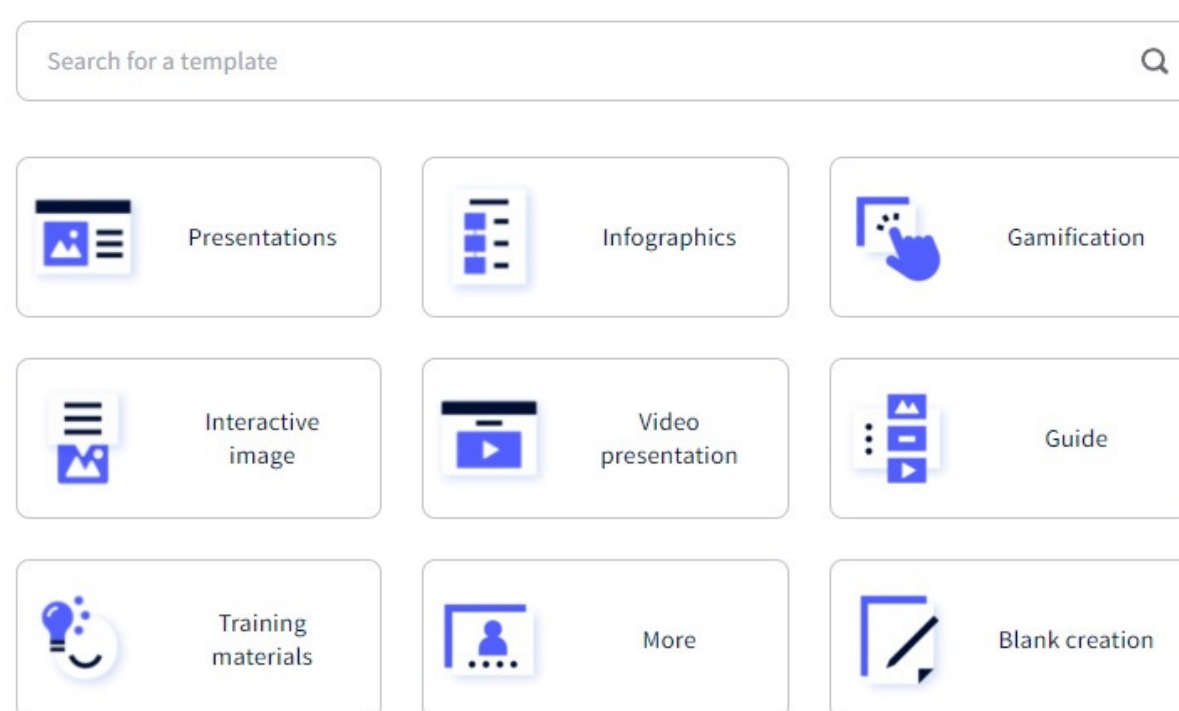 Search for a template
Presentations
Infographics
Gamification
Interactive
image
Video
presentation
Guide
Training
materials
More
Blank creation